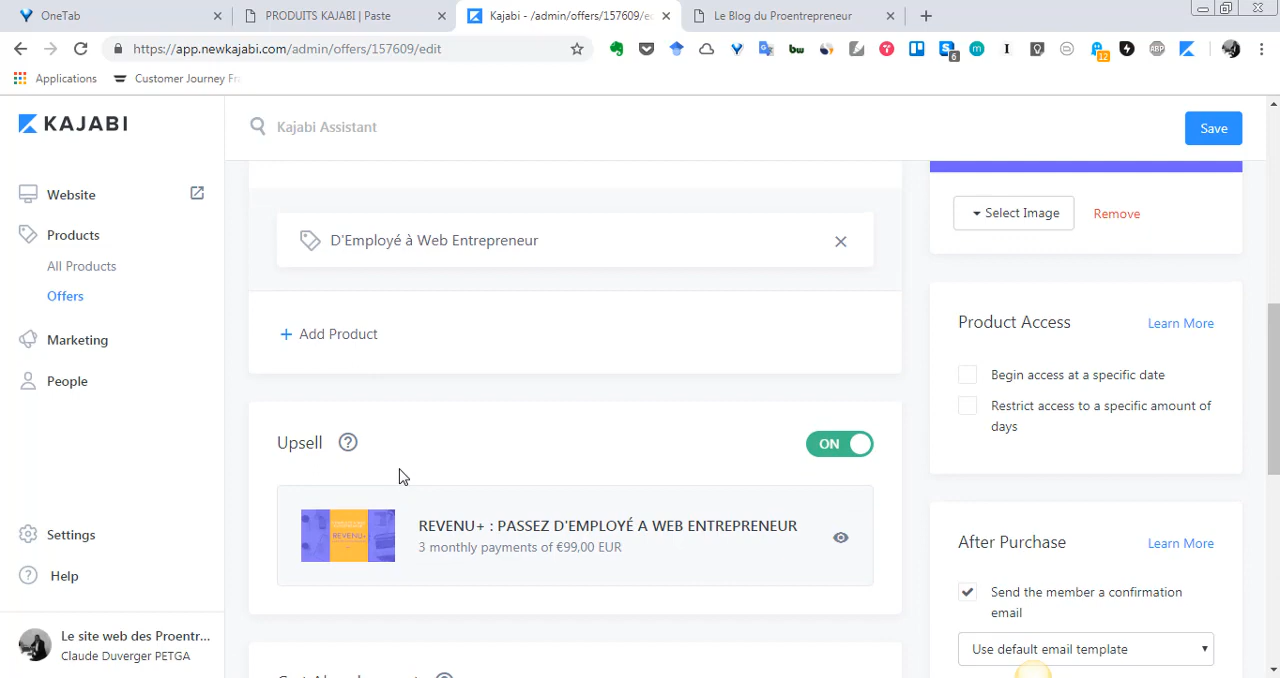 OneTab
PRODUITS KAJABI | Paste
Kajabi - /admin/offers/157609/e
Le Blog du Proentrepreneur
https://app.newkajabi.com/admin/offers/157609/edit
bw
6
m
I
12
ABP
Applications
Customer Journey Fr
KAJABI
Kajabi Assistant
Save
Website
Products
All Products
Offers
Marketing
People
Settings
Help
Le site web des Proentr...
Claude Duverger PETGA
D'Employé à Web Entrepreneur
+ Add Product
Upsell
ON
REVENU+
REVENU+ : PASSEZ D'EMPLOYÉ A WEB ENTREPRENEUR
3 monthly payments of €99,00 EUR
Select Image
Remove
Product Access
Learn More
Begin access at a specific date
Restrict access to a specific amount of
days
After Purchase
Learn More
Send the member a confirmation
email
Use default email template